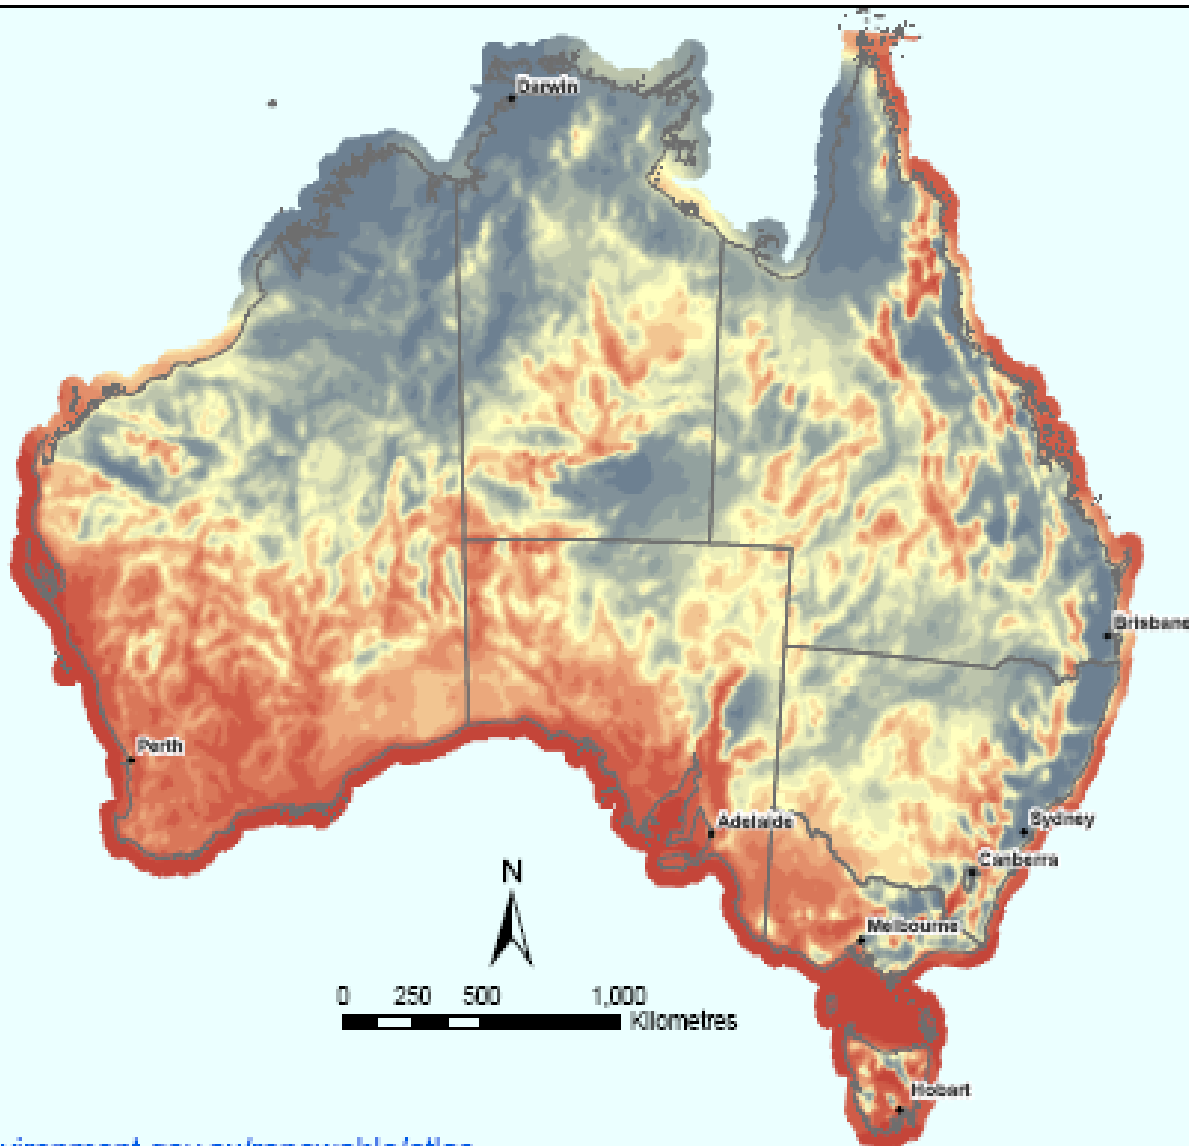 Darwin
Brisbane
Perth
Adelaide
Sydney
Canberra
N
Melbourne
0 250 500 1,000
Kilometres
Hobart